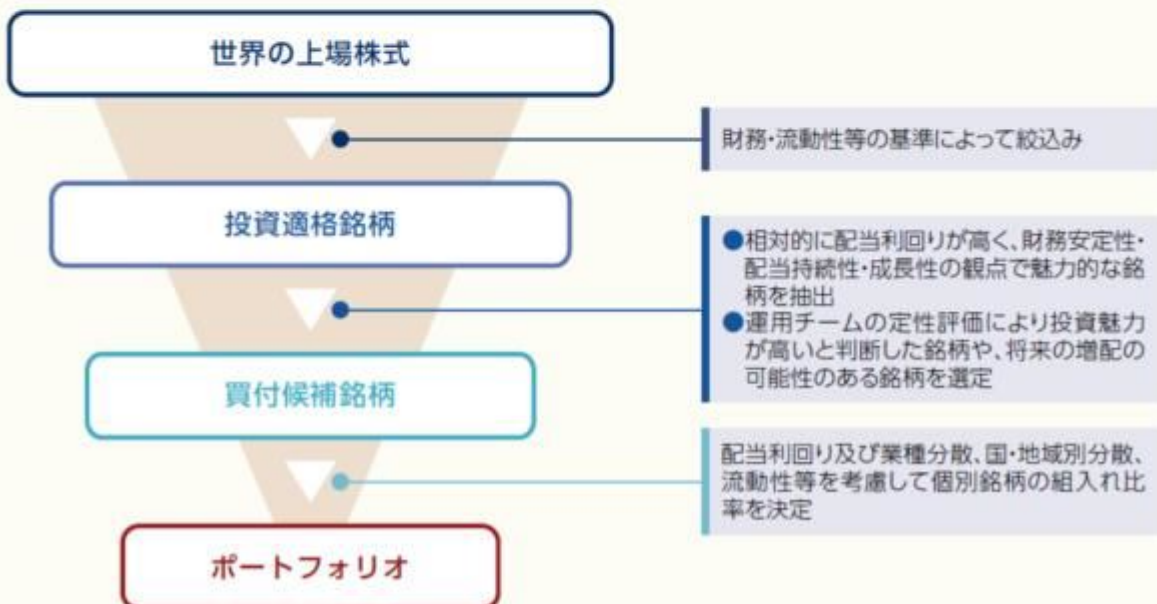 世界の上場株式
財務・流動性等の基準によって絞込み
投資適格銘柄
●相対的に配当利回りが高く、財務安定性・
配当持続性・成長性の観点で魅力的な銘
柄を抽出
●運用チームの定性評価により投資魅力
が高いと判断した銘柄や、将来の増配の
可能性のある銘柄を選定
買付候補銘柄
配当利回り及び業種分散、国・地域別分散、
流動性等を考慮して個別銘柄の組入れ比
率を決定
ポートフォリオ